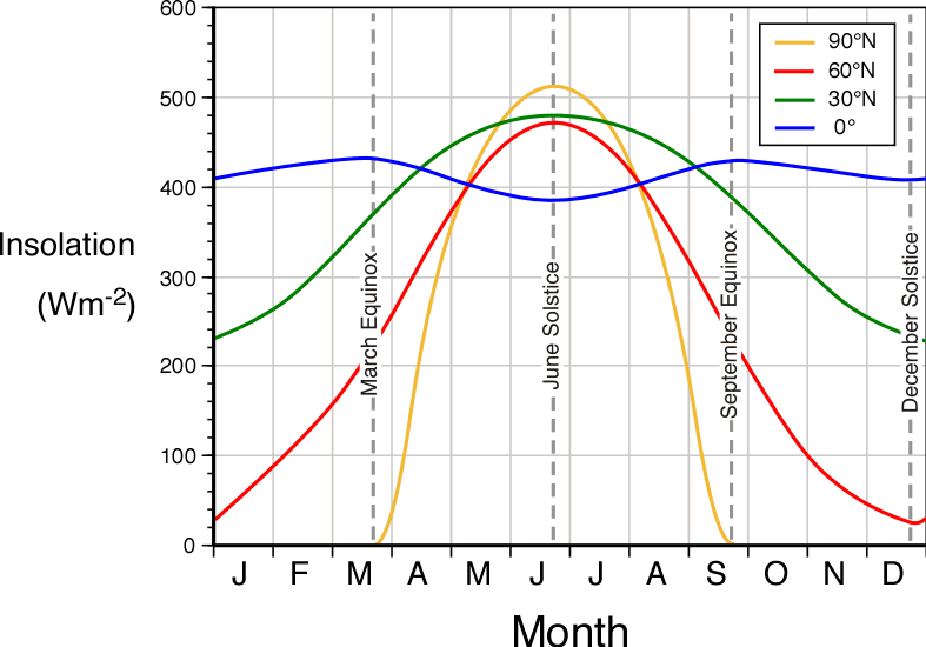 600
500
400
300
200
100
0
Insolation
(Wm-2)
90°N
60°N
30°N
0°
March Equinox
June Solstice
September Equinox
December Solstice
J F M A M J J A S O N D
Month